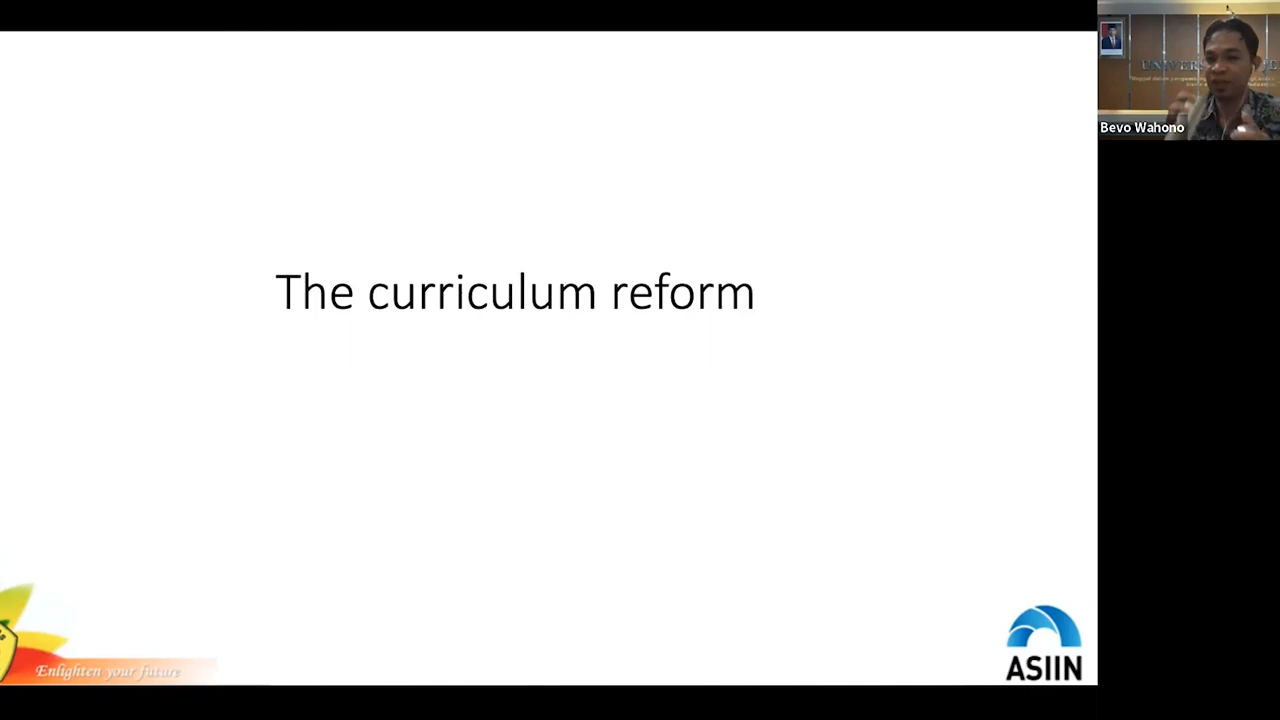 The curriculum reform
Bevo Wahono
Enlighten your future
ASIIN